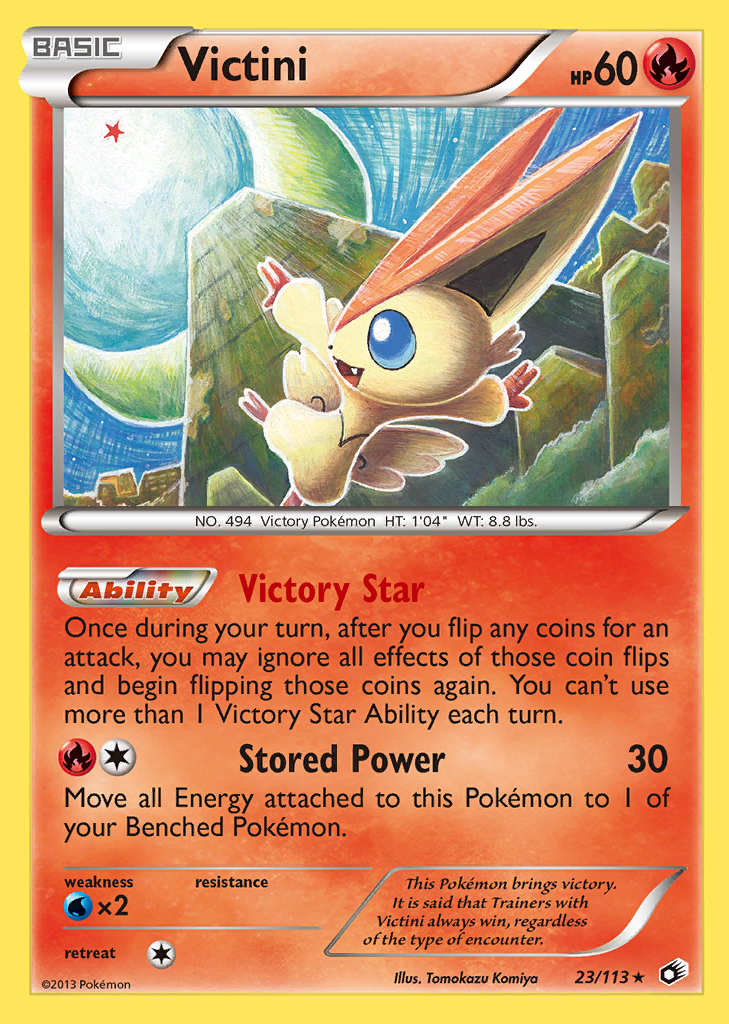 BASIC
Victini
HP60
NO. 494 Victory Pokémon HT: 1'04" WT: 8.8 lbs.
Ability Victory Star
Once during your turn, after you flip any coins for an
attack, you may ignore all effects of those coin flips
and begin flipping those coins again. You can't use
more than 1 Victory Star Ability each turn.
Stored Power 30
Move all Energy attached to this Pokémon to 1 of
your Benched Pokémon.
weakness resistance
×2
retreat
This Pokémon brings victory.
It is said that Trainers with
Victini always win, regardless
of the type of encounter.
©2013 Pokémon
Illus. Tomokazu Komiya
23/113 ★